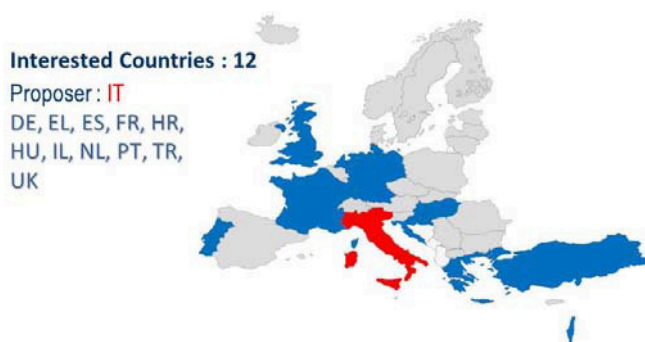 Interested Countries : 12
Proposer : IT
DE, EL, ES, FR, HR,
HU, IL, NL, PT, TR,
UK